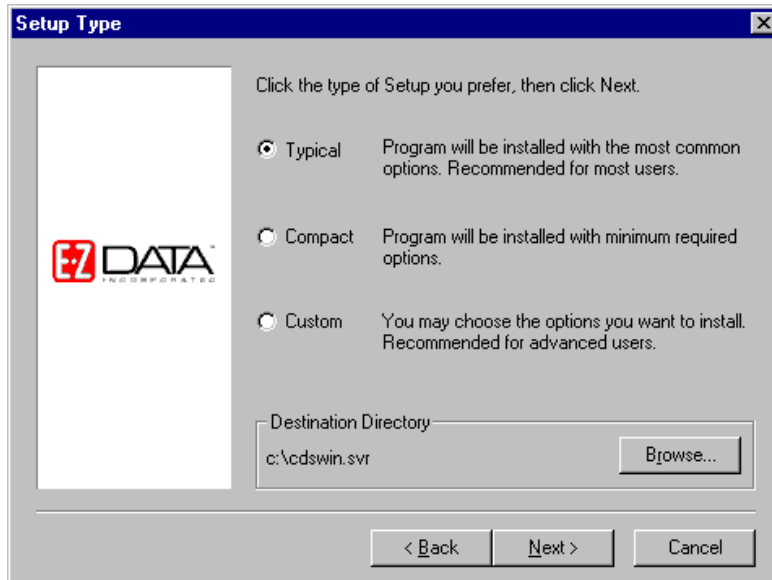 Setup Type
Click the type of Setup you prefer, then click Next.
Typical Program will be installed with the most common
options. Recommended for most users.
Compact Program will be installed with minimum required
options.
Custom You may choose the options you want to install.
Recommended for advanced users.
E·Z DATA™
INCORPORATED
Destination Directory
c:\cdswin.svr
Browse...
< Back Next > Cancel